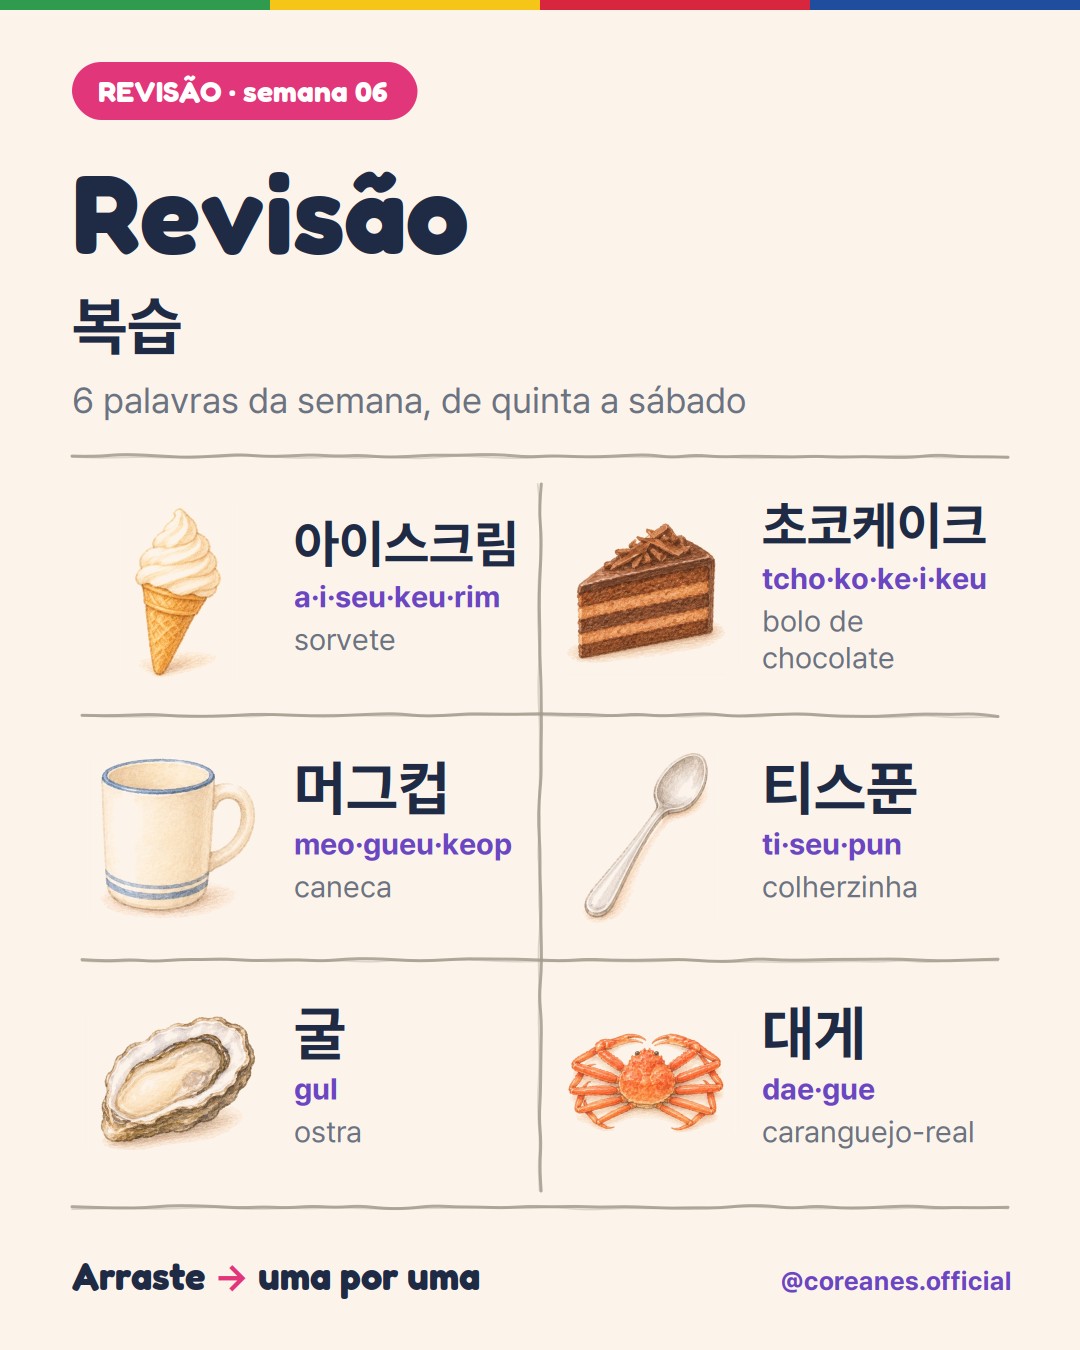 REVISÃO · semana 06
Revisão
복습
6 palavras da semana, de quinta a sábado
아이스크림
a·i·seu·keu·rim
sorvete
초코케이크
tcho·ko·ke·i·keu
bolo de
chocolate
머그컵
meo·gueu·keop
caneca
티스푼
ti·seu·pun
colherzinha
굴
gul
ostra
대게
dae·gue
caranguejo-real
Arraste → uma por uma
@coreanes.official